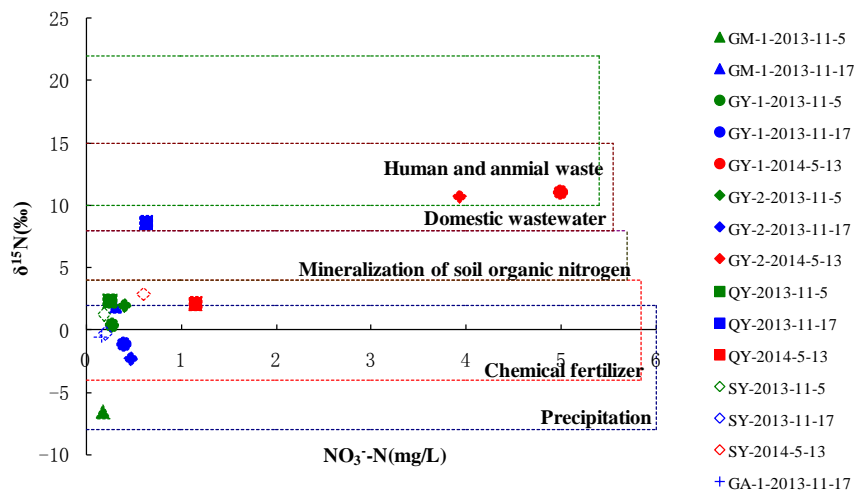 25
20
15
10
5
0
−5
−10
0
1
2
3
4
5
6
δ¹⁵N(‰)
NO₃⁻-N(mg/L)
Human and anmial waste
Domestic wastewater
Mineralization of soil organic nitrogen
Chemical fertilizer
Precipitation
GM-1-2013-11-5
GM-1-2013-11-17
GY-1-2013-11-5
GY-1-2013-11-17
GY-1-2014-5-13
GY-2-2013-11-5
GY-2-2013-11-17
GY-2-2014-5-13
QY-2013-11-5
QY-2013-11-17
QY-2014-5-13
SY-2013-11-5
SY-2013-11-17
SY-2014-5-13
GA-1-2013-11-17